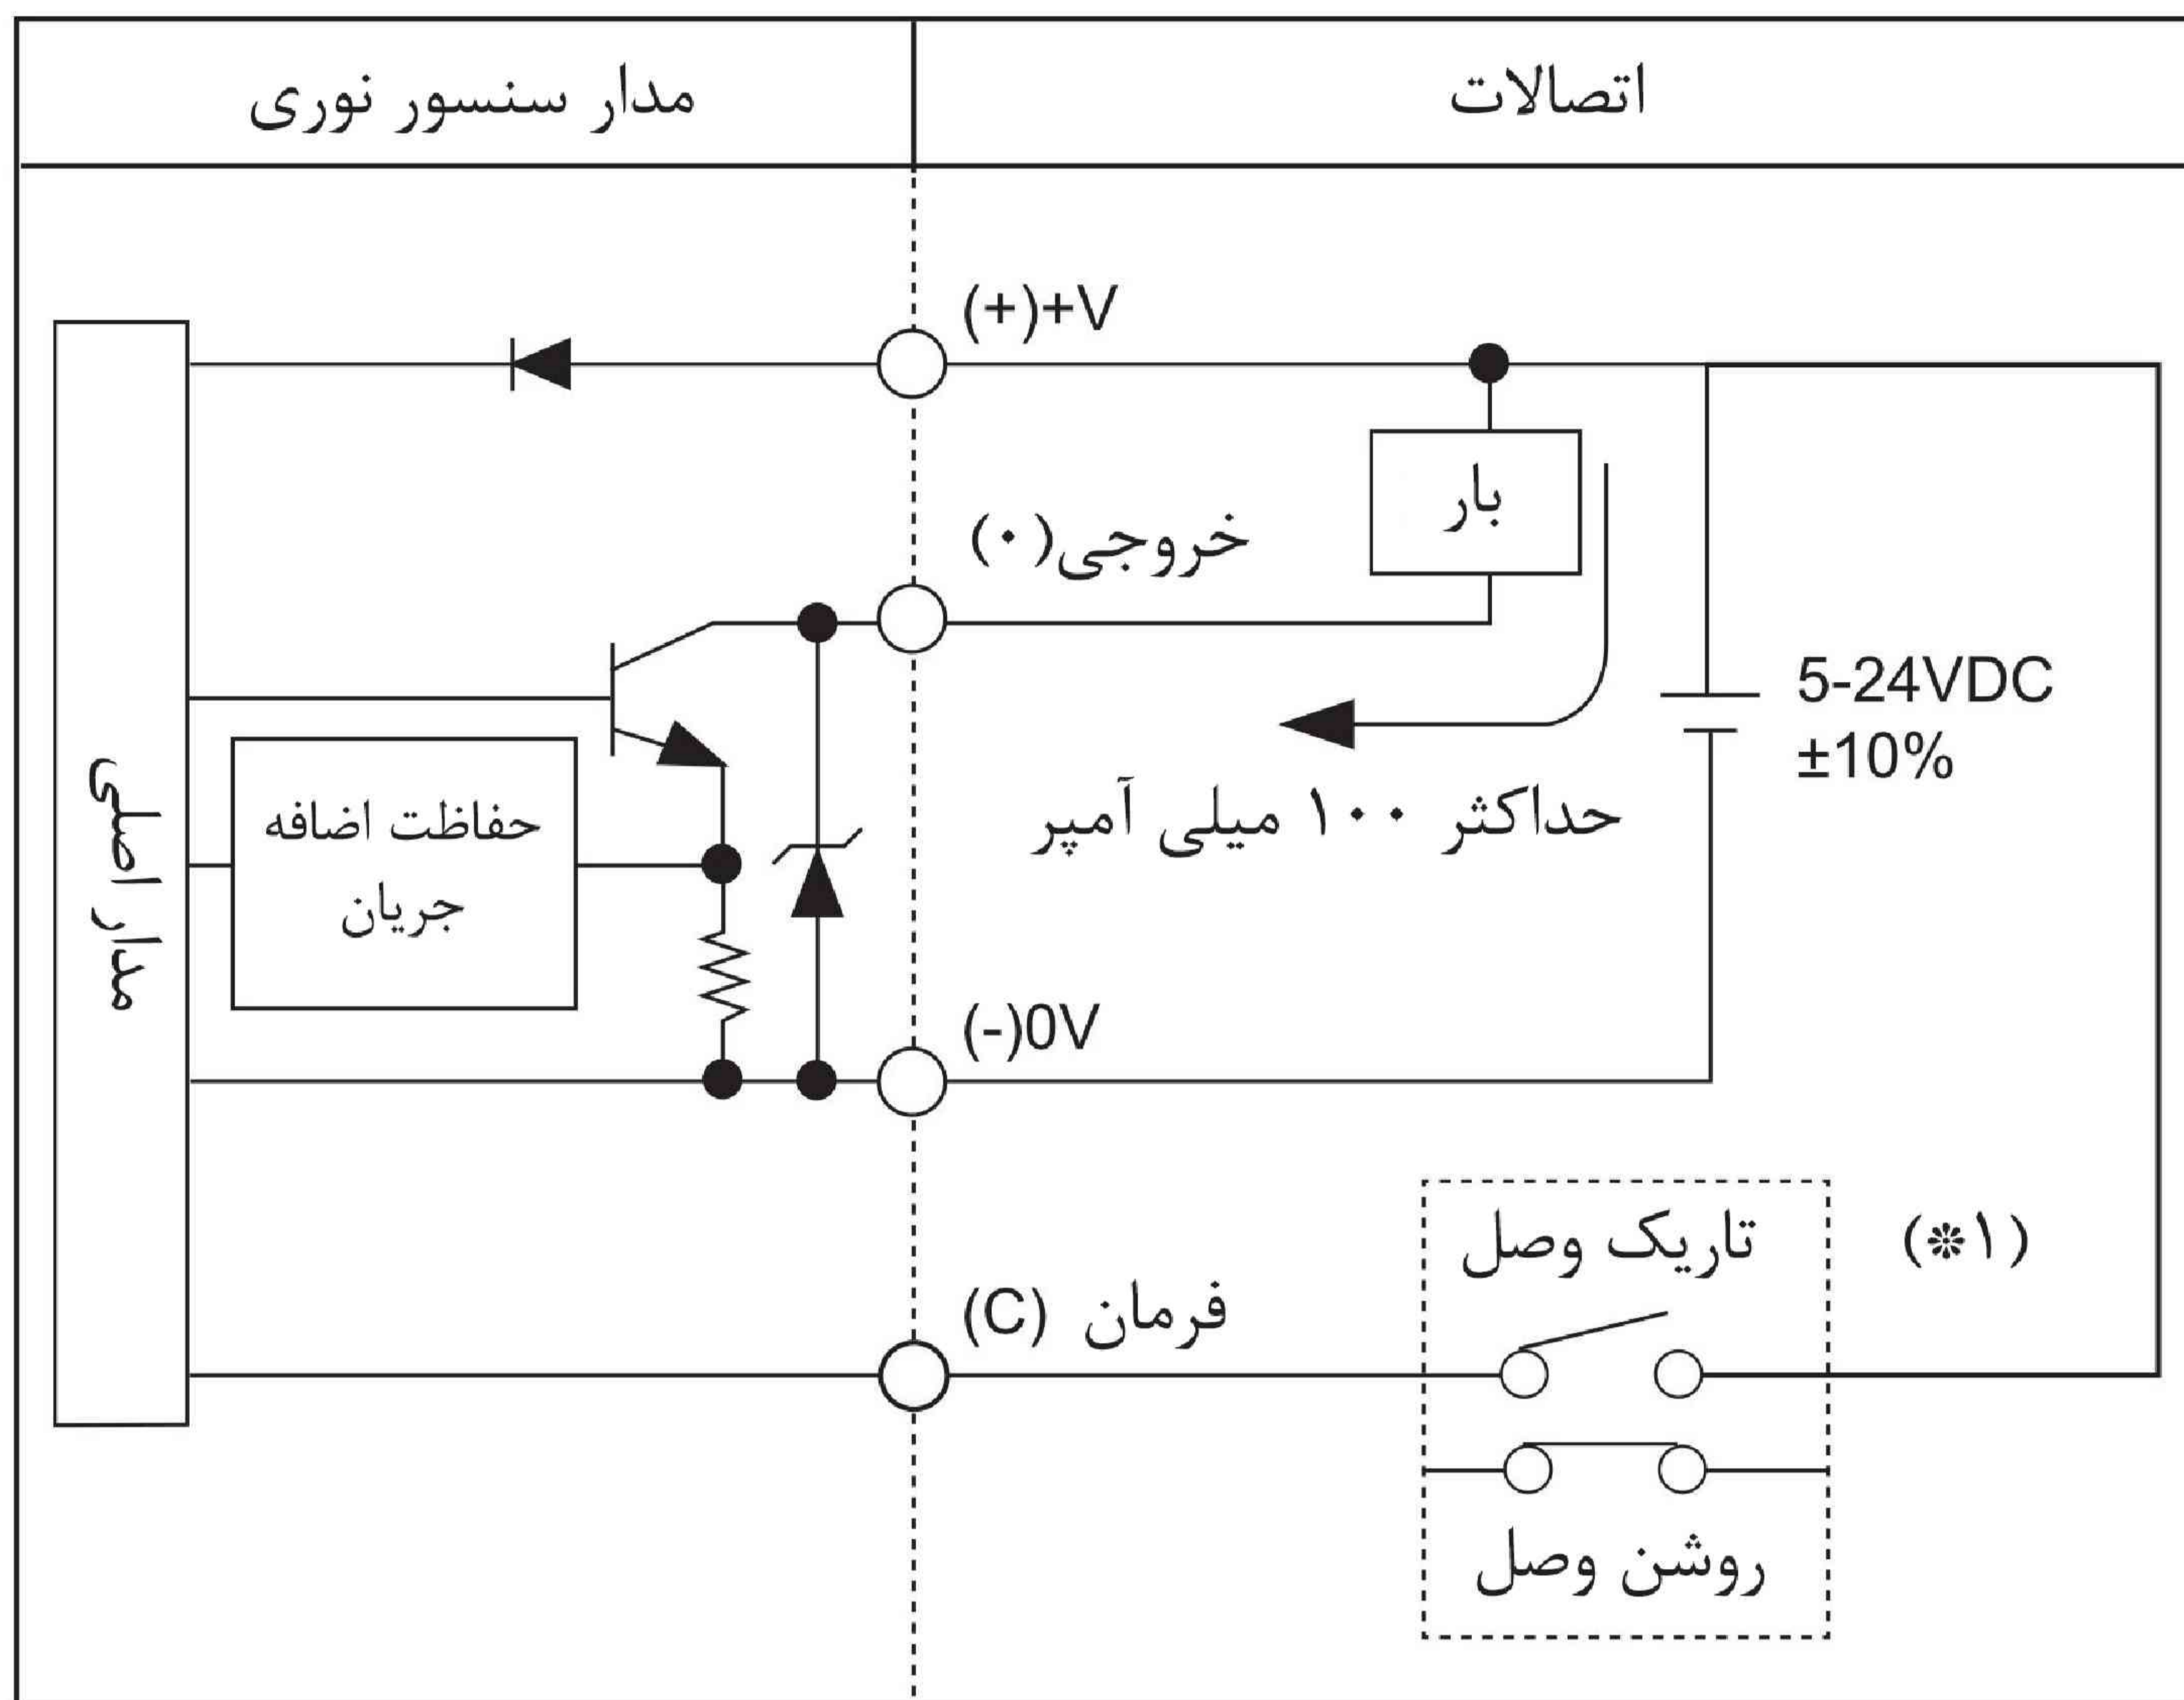 اتصالات
مدار سنسور نوری
(+)+V
بار
خروجی(۰)
5-24VDC
±10%
حداکثر ۱۰۰ میلی آمپر
مدار اصلی
حفاظت اضافه
جریان
(-)0V
تاریک وصل
(❊۱)
فرمان (C)
روشن وصل